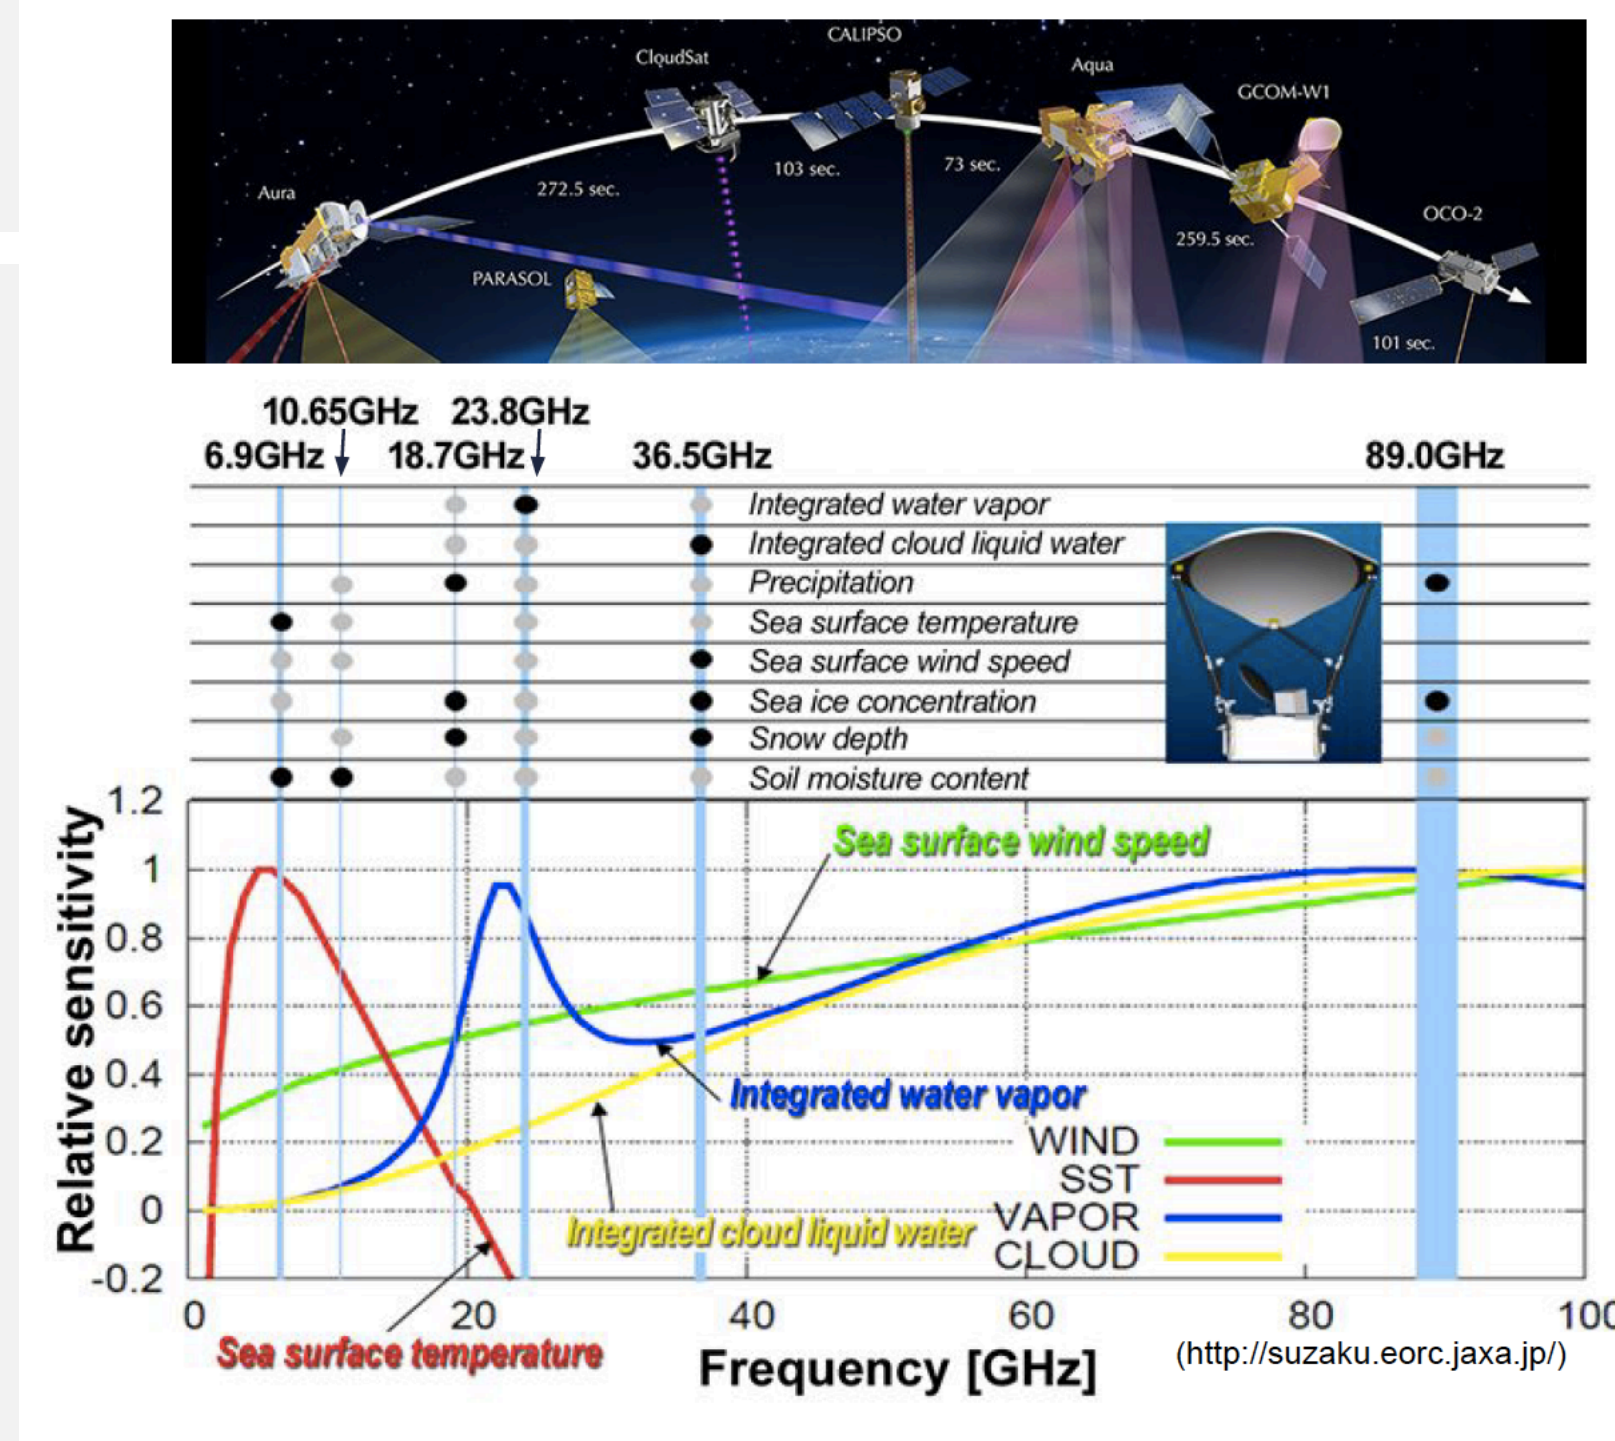 CALIPSO
CloudSat
Aqua
GCOM-W1
103 sec.
73 sec.
Aura
272.5 sec.
OCO-2
259.5 sec.
PARASOL
101 sec.
10.65GHz 23.8GHz
6.9GHz 18.7GHz 36.5GHz 89.0GHz
Integrated water vapor
Integrated cloud liquid water
Precipitation
Sea surface temperature
Sea surface wind speed
Sea ice concentration
Snow depth
Soil moisture content
Relative sensitivity
1.2
1
0.8
0.6
0.4
0.2
0
-0.2
Sea surface wind speed
Integrated water vapor
Integrated cloud liquid water
WIND
SST
VAPOR
CLOUD
0 20 40 60 80 100
Sea surface temperature
Frequency [GHz]
(http://suzaku.eorc.jaxa.jp/)